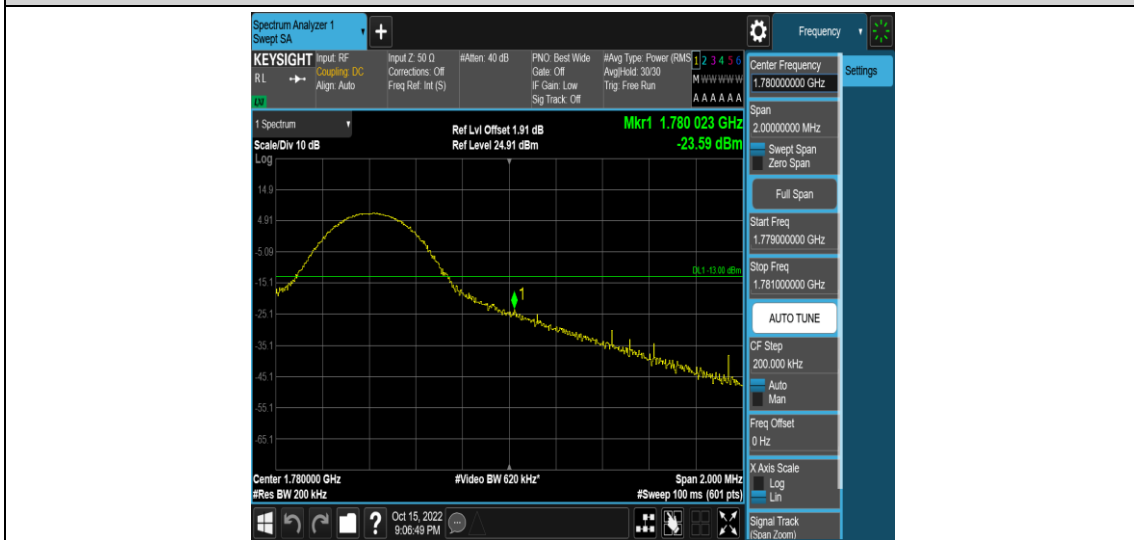 Spectrum Analyzer 1
Swept SA
+
Frequency
KEYSIGHT
RL
Input: RF
Coupling: DC
Align: Auto
Input Z: 50 Ω
Corrections: Off
Freq Ref: Int (S)
#Atten: 40 dB
PNO: Best Wide
Gate: Off
IF Gain: Low
Sig Track: Off
#Avg Type: Power (RMS
Avg|Hold: 30/30
Trig: Free Run
1 2 3 4 5 6
M W W W W W
A A A A A A
1 Spectrum
Scale/Div 10 dB
Log
Ref Lvl Offset 1.91 dB
Ref Level 24.91 dBm
Mkr1 1.780 023 GHz
-23.59 dBm
14.9
4.91
-5.09
-15.1
-25.1
-35.1
-45.1
-55.1
-65.1
DL1 -13.00 dBm
1
Center 1.780000 GHz
#Res BW 200 kHz
#Video BW 620 kHz*
Span 2.000 MHz
#Sweep 100 ms (601 pts)
?
Oct 15, 2022
9:06:49 PM
Center Frequency
1.780000000 GHz
Settings
Span
2.00000000 MHz
Swept Span
Zero Span
Full Span
Start Freq
1.779000000 GHz
Stop Freq
1.781000000 GHz
AUTO TUNE
CF Step
200.000 kHz
Auto
Man
Freq Offset
0 Hz
X Axis Scale
Log
Lin
Signal Track
(Span Zoom)